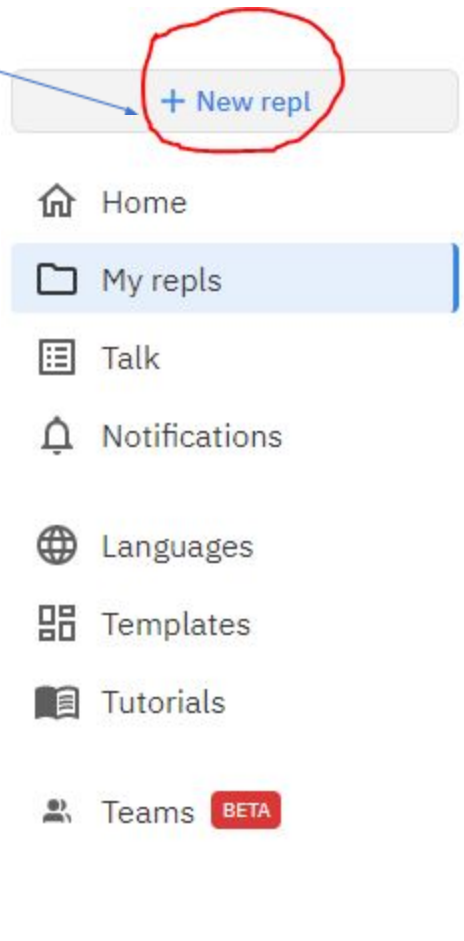 + New repl
Home
My repls
Talk
Notifications
Languages
Templates
Tutorials
Teams BETA